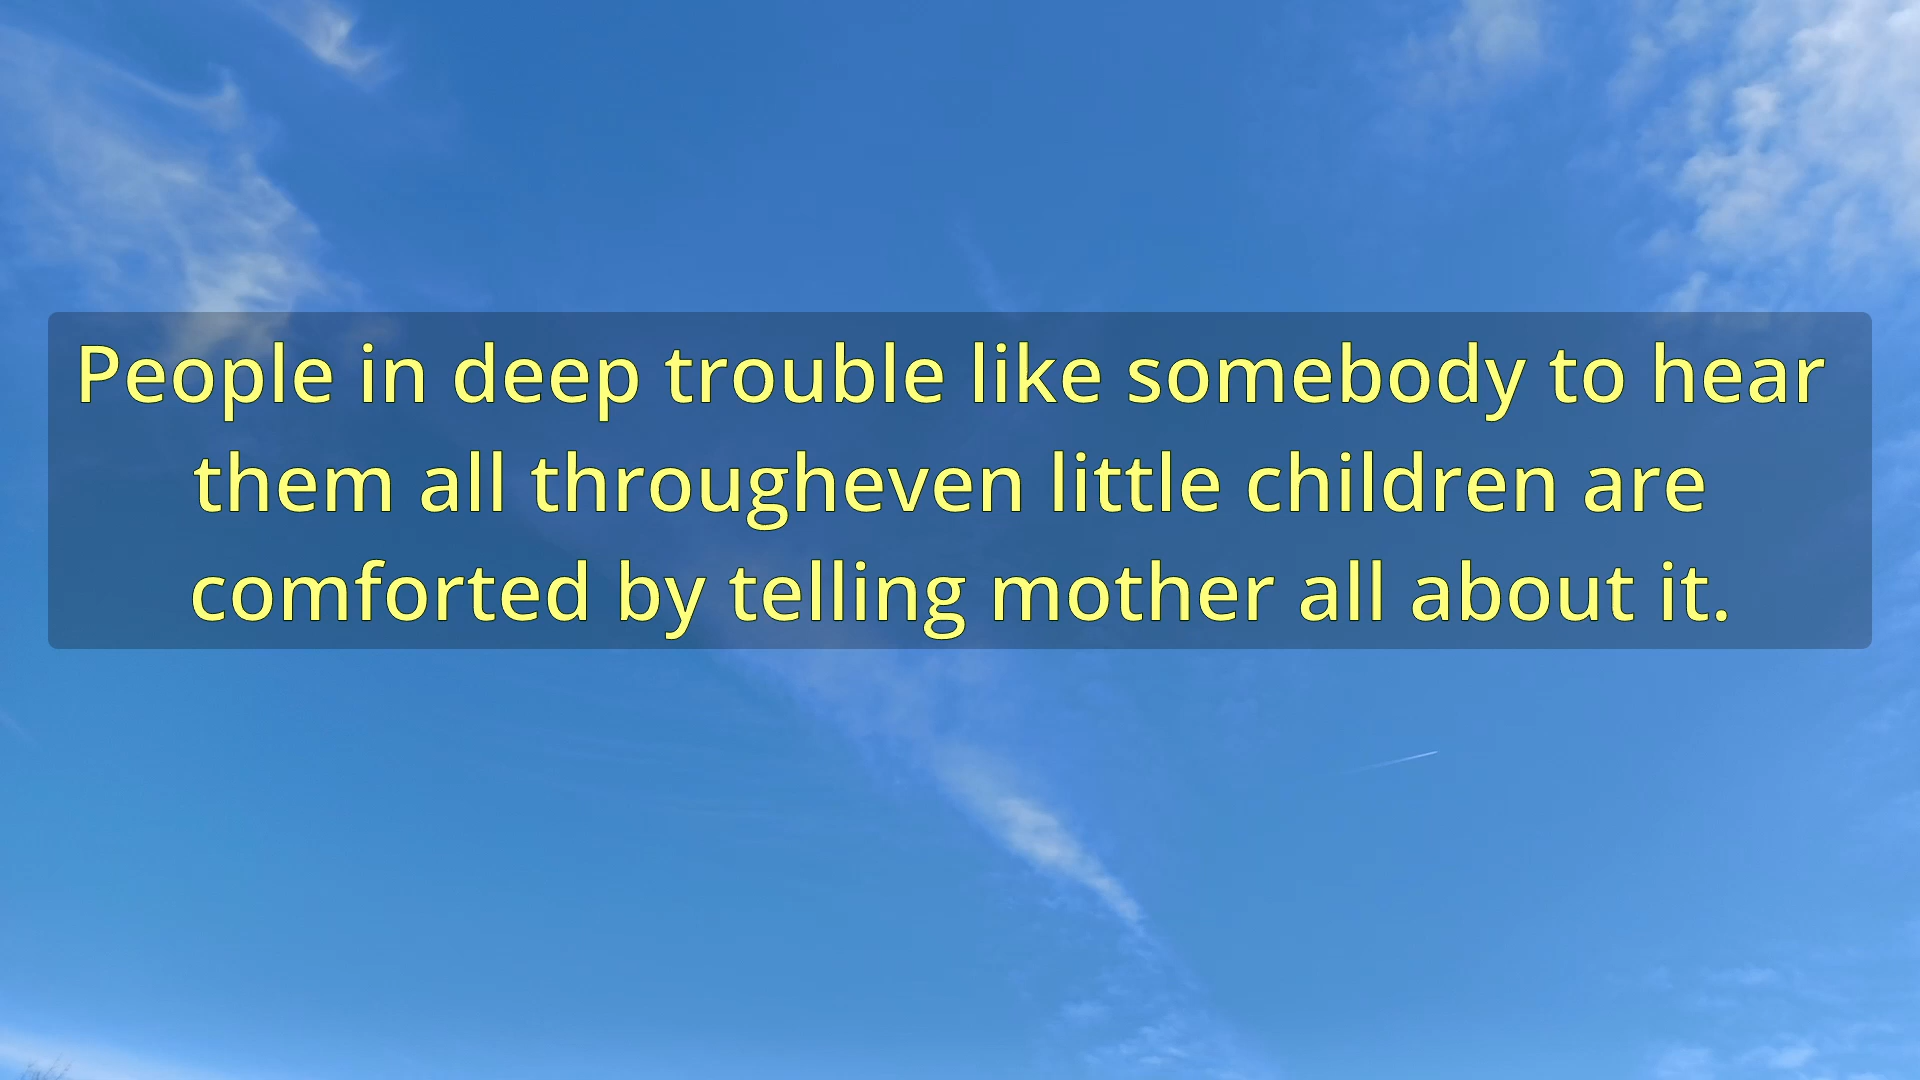 People in deep trouble like somebody to hear
them all througheven little children are
comforted by telling mother all about it.